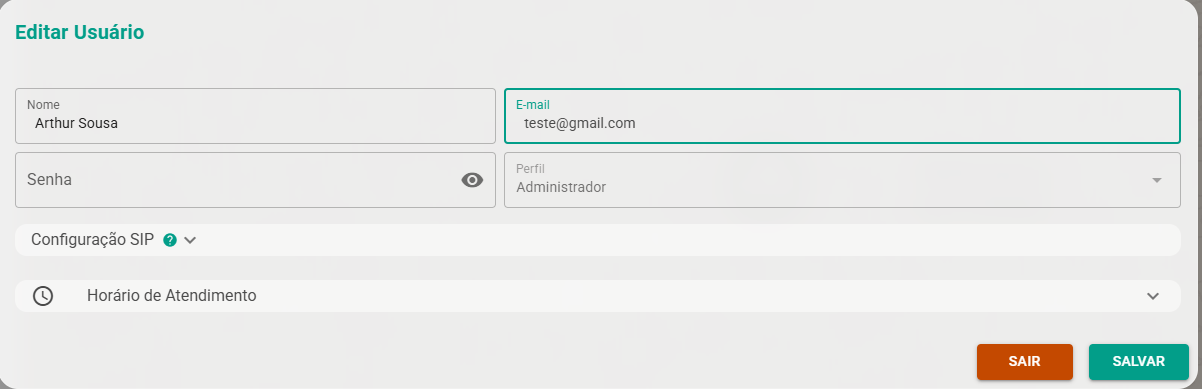 Editar Usuário
Nome
Arthur Sousa
E-mail
teste@gmail.com
Senha
Perfil
Administrador
Configuração SIP ?
Horário de Atendimento
SAIR
SALVAR